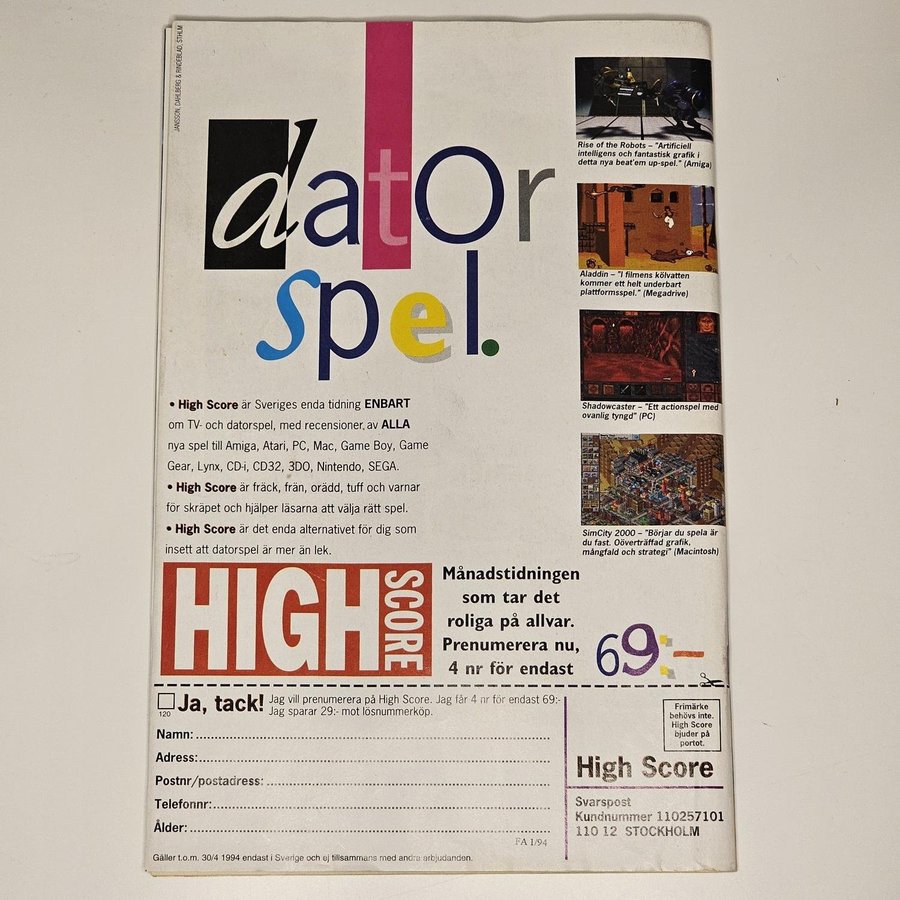 JANSSON, DAHLBERG & RINDEBLAD, STHLM
dator
spel.
Rise of the Robots – "Artificiell
intelligens och fantastisk grafik i
detta nya beat'em up-spel." (Amiga)
Aladdin – "I filmens kölvatten
kommer ett helt underbart
plattformsspel." (Megadrive)
Shadowcaster – "Ett actionspel med
ovanlig tyngd" (PC)
SimCity 2000 – "Börjar du spela är
du fast. Oöverträffad grafik,
mångfald och strategi" (Macintosh)
• High Score är Sveriges enda tidning ENBART
om TV- och datorspel, med recensioner, av ALLA
nya spel till Amiga, Atari, PC, Mac, Game Boy, Game
Gear, Lynx, CD-i, CD32, 3DO, Nintendo, SEGA.
• High Score är fräck, från, orädd, tuff och varnar
för skräpet och hjälper läsarna att välja rätt spel.
• High Score är det enda alternativet för dig som
insett att datorspel är mer än lek.
HIGH SCORE
Månadstidningen
som tar det
roliga på allvar.
Prenumerera nu,
4 nr för endast
69:–
120
Ja, tack! Jag vill prenumerera på High Score. Jag får 4 nr för endast 69:-
Jag sparar 29:- mot lösnummerköp.
Namn:
Adress:
Postnr/postadress:
Telefonnr:
Ålder:
FA 1/94
Gäller t.o.m. 30/4 1994 endast i Sverige och ej tillsammans med andra erbjudanden.
Frimärke
behövs inte.
High Score
bjuder på
portot.
High Score
Svarspost
Kundnummer 110257101
110 12 STOCKHOLM